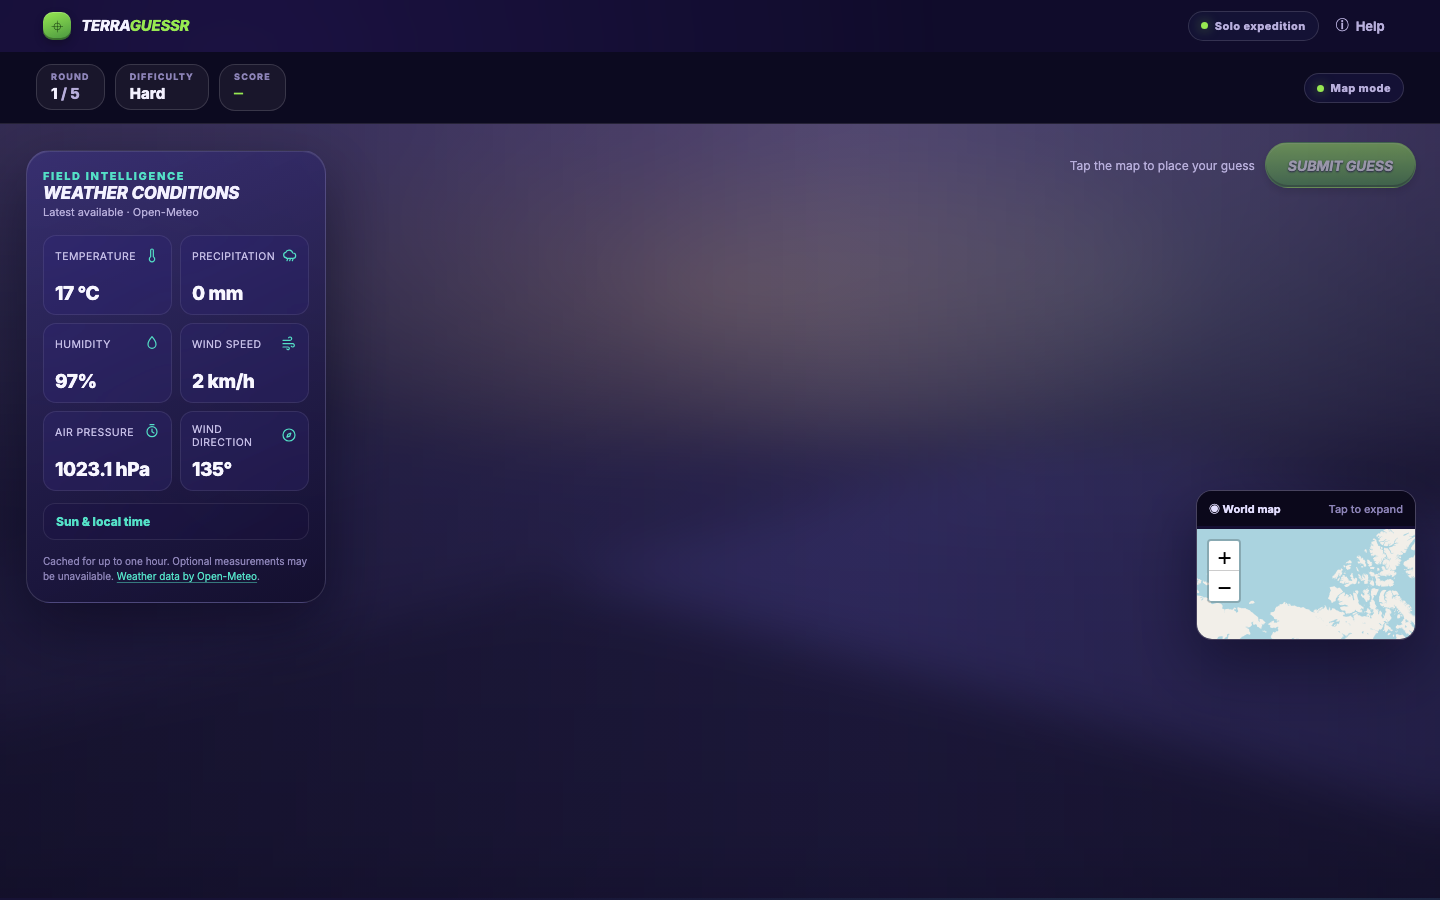 TERRAGUESSR
Solo expedition
Help
ROUND
1 / 5
DIFFICULTY
Hard
SCORE
–
Map mode
FIELD INTELLIGENCE
WEATHER CONDITIONS
Latest available · Open-Meteo
TEMPERATURE
17 °C
PRECIPITATION
0 mm
HUMIDITY
97%
WIND SPEED
2 km/h
AIR PRESSURE
1023.1 hPa
WIND
DIRECTION
135°
Sun & local time
Cached for up to one hour. Optional measurements may
be unavailable. Weather data by Open-Meteo.
Tap the map to place your guess
SUBMIT GUESS
World map
Tap to expand
+
−